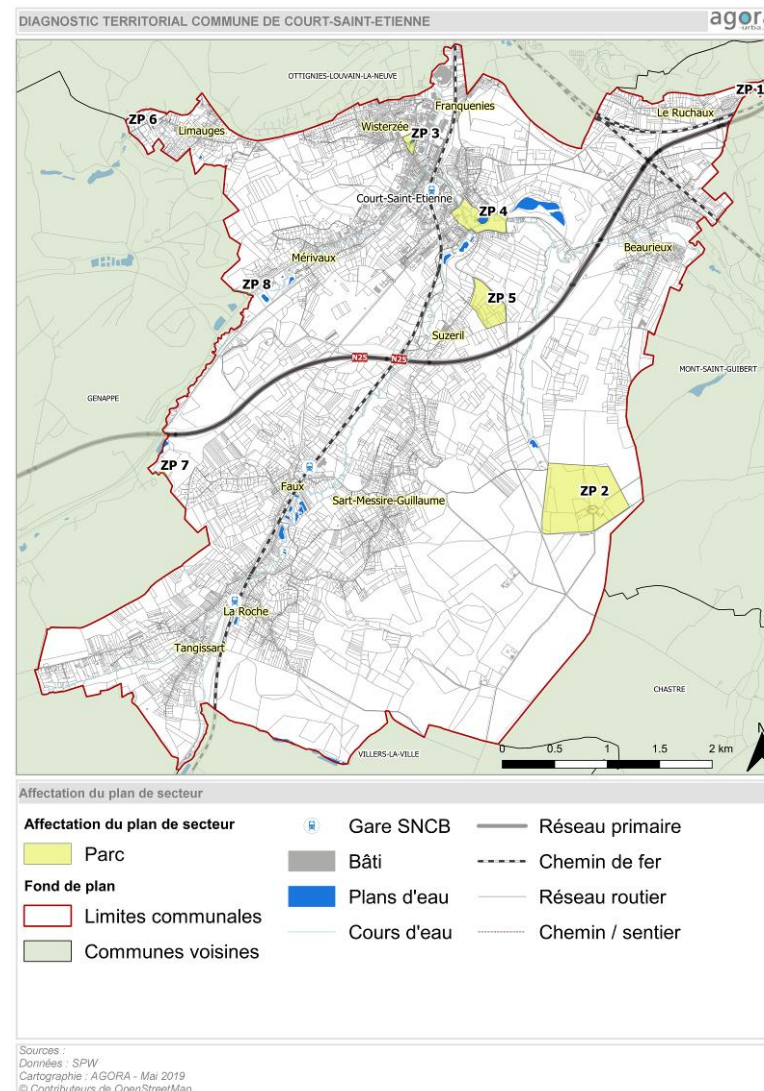 DIAGNOSTIC TERRITORIAL COMMUNE DE COURT-SAINT-ETIENNE
agora
-urba.
OTTIGNIES-LOUVAIN-LA-NEUVE
ZP 1
Franquenies
Le Ruchaux
ZP 6
Limauges
Wisterzée
ZP 3
Court-Saint-Etienne
ZP 4
Beaurieux
Mérivaux
ZP 8
ZP 5
Suzeril
N25
N25
MONT-SAINT-GUIBERT
GENAPPE
ZP 7
Faux
Sart-Messire-Guillaume
ZP 2
La Roche
Tangissart
CHASTRE
VILLERS-LA-VILLE
N
0 0.5 1 1.5 2 km
Affectation du plan de secteur
Affectation du plan de secteur
Parc
Fond de plan
Limites communales
Communes voisines
Gare SNCB
Bâti
Plans d'eau
Cours d'eau
Réseau primaire
Chemin de fer
Réseau routier
Chemin / sentier
Sources :
Données : SPW
Cartographie : AGORA - Mai 2019
© Contributeurs de OpenStreetMap